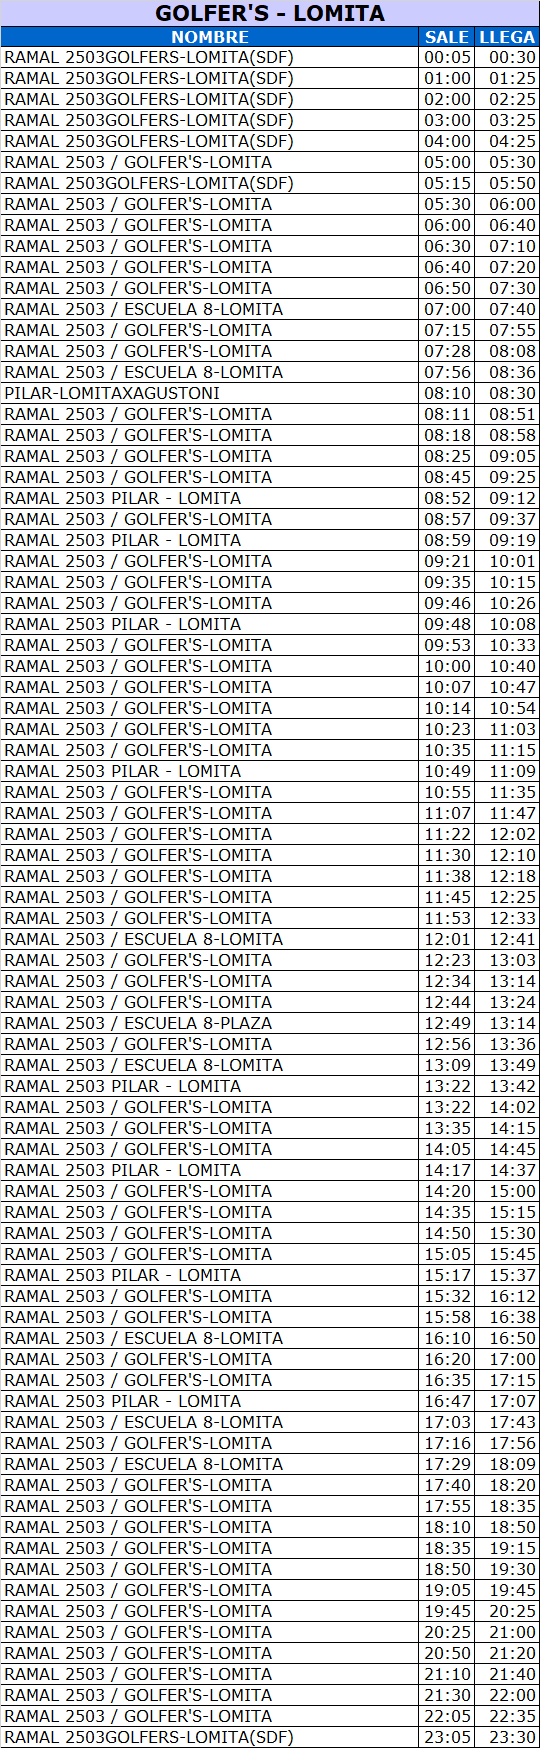 GOLFER'S - LOMITA
NOMBRE SALE LLEGA
RAMAL 2503GOLFERS-LOMITA(SDF) 00:05 00:30
RAMAL 2503GOLFERS-LOMITA(SDF) 01:00 01:25
RAMAL 2503GOLFERS-LOMITA(SDF) 02:00 02:25
RAMAL 2503GOLFERS-LOMITA(SDF) 03:00 03:25
RAMAL 2503GOLFERS-LOMITA(SDF) 04:00 04:25
RAMAL 2503 / GOLFER'S-LOMITA 05:00 05:30
RAMAL 2503GOLFERS-LOMITA(SDF) 05:15 05:50
RAMAL 2503 / GOLFER'S-LOMITA 05:30 06:00
RAMAL 2503 / GOLFER'S-LOMITA 06:00 06:40
RAMAL 2503 / GOLFER'S-LOMITA 06:30 07:10
RAMAL 2503 / GOLFER'S-LOMITA 06:40 07:20
RAMAL 2503 / GOLFER'S-LOMITA 06:50 07:30
RAMAL 2503 / ESCUELA 8-LOMITA 07:00 07:40
RAMAL 2503 / GOLFER'S-LOMITA 07:15 07:55
RAMAL 2503 / GOLFER'S-LOMITA 07:28 08:08
RAMAL 2503 / ESCUELA 8-LOMITA 07:56 08:36
PILAR-LOMITAXAGUSTONI 08:10 08:30
RAMAL 2503 / GOLFER'S-LOMITA 08:11 08:51
RAMAL 2503 / GOLFER'S-LOMITA 08:18 08:58
RAMAL 2503 / GOLFER'S-LOMITA 08:25 09:05
RAMAL 2503 / GOLFER'S-LOMITA 08:45 09:25
RAMAL 2503 PILAR - LOMITA 08:52 09:12
RAMAL 2503 / GOLFER'S-LOMITA 08:57 09:37
RAMAL 2503 PILAR - LOMITA 08:59 09:19
RAMAL 2503 / GOLFER'S-LOMITA 09:21 10:01
RAMAL 2503 / GOLFER'S-LOMITA 09:35 10:15
RAMAL 2503 / GOLFER'S-LOMITA 09:46 10:26
RAMAL 2503 PILAR - LOMITA 09:48 10:08
RAMAL 2503 / GOLFER'S-LOMITA 09:53 10:33
RAMAL 2503 / GOLFER'S-LOMITA 10:00 10:40
RAMAL 2503 / GOLFER'S-LOMITA 10:07 10:47
RAMAL 2503 / GOLFER'S-LOMITA 10:14 10:54
RAMAL 2503 / GOLFER'S-LOMITA 10:23 11:03
RAMAL 2503 / GOLFER'S-LOMITA 10:35 11:15
RAMAL 2503 PILAR - LOMITA 10:49 11:09
RAMAL 2503 / GOLFER'S-LOMITA 10:55 11:35
RAMAL 2503 / GOLFER'S-LOMITA 11:07 11:47
RAMAL 2503 / GOLFER'S-LOMITA 11:22 12:02
RAMAL 2503 / GOLFER'S-LOMITA 11:30 12:10
RAMAL 2503 / GOLFER'S-LOMITA 11:38 12:18
RAMAL 2503 / GOLFER'S-LOMITA 11:45 12:25
RAMAL 2503 / GOLFER'S-LOMITA 11:53 12:33
RAMAL 2503 / ESCUELA 8-LOMITA 12:01 12:41
RAMAL 2503 / GOLFER'S-LOMITA 12:23 13:03
RAMAL 2503 / GOLFER'S-LOMITA 12:34 13:14
RAMAL 2503 / GOLFER'S-LOMITA 12:44 13:24
RAMAL 2503 / ESCUELA 8-PLAZA 12:49 13:14
RAMAL 2503 / GOLFER'S-LOMITA 12:56 13:36
RAMAL 2503 / ESCUELA 8-LOMITA 13:09 13:49
RAMAL 2503 PILAR - LOMITA 13:22 13:42
RAMAL 2503 / GOLFER'S-LOMITA 13:22 14:02
RAMAL 2503 / GOLFER'S-LOMITA 13:35 14:15
RAMAL 2503 / GOLFER'S-LOMITA 14:05 14:45
RAMAL 2503 PILAR - LOMITA 14:17 14:37
RAMAL 2503 / GOLFER'S-LOMITA 14:20 15:00
RAMAL 2503 / GOLFER'S-LOMITA 14:35 15:15
RAMAL 2503 / GOLFER'S-LOMITA 14:50 15:30
RAMAL 2503 / GOLFER'S-LOMITA 15:05 15:45
RAMAL 2503 PILAR - LOMITA 15:17 15:37
RAMAL 2503 / GOLFER'S-LOMITA 15:32 16:12
RAMAL 2503 / GOLFER'S-LOMITA 15:58 16:38
RAMAL 2503 / ESCUELA 8-LOMITA 16:10 16:50
RAMAL 2503 / GOLFER'S-LOMITA 16:20 17:00
RAMAL 2503 / GOLFER'S-LOMITA 16:35 17:15
RAMAL 2503 PILAR - LOMITA 16:47 17:07
RAMAL 2503 / ESCUELA 8-LOMITA 17:03 17:43
RAMAL 2503 / GOLFER'S-LOMITA 17:16 17:56
RAMAL 2503 / ESCUELA 8-LOMITA 17:29 18:09
RAMAL 2503 / GOLFER'S-LOMITA 17:40 18:20
RAMAL 2503 / GOLFER'S-LOMITA 17:55 18:35
RAMAL 2503 / GOLFER'S-LOMITA 18:10 18:50
RAMAL 2503 / GOLFER'S-LOMITA 18:35 19:15
RAMAL 2503 / GOLFER'S-LOMITA 18:50 19:30
RAMAL 2503 / GOLFER'S-LOMITA 19:05 19:45
RAMAL 2503 / GOLFER'S-LOMITA 19:45 20:25
RAMAL 2503 / GOLFER'S-LOMITA 20:25 21:00
RAMAL 2503 / GOLFER'S-LOMITA 20:50 21:20
RAMAL 2503 / GOLFER'S-LOMITA 21:10 21:40
RAMAL 2503 / GOLFER'S-LOMITA 21:30 22:00
RAMAL 2503 / GOLFER'S-LOMITA 22:05 22:35
RAMAL 2503GOLFERS-LOMITA(SDF) 23:05 23:30